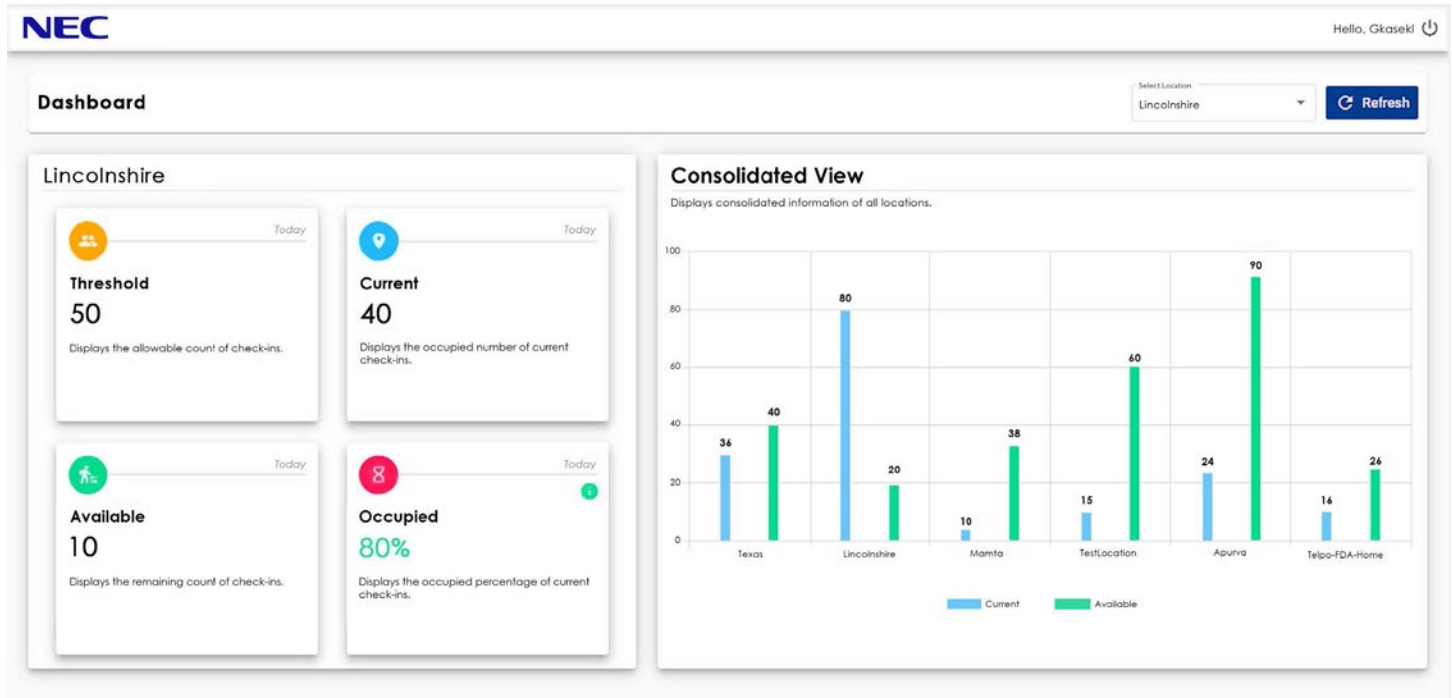 NEC
Hello, Gkasekl
Dashboard
Select Location
Lincolnshire
Refresh
Lincolnshire
Today
Threshold
50
Displays the allowable count of check-ins.
Today
Current
40
Displays the occupied number of current
check-ins.
Today
Available
10
Displays the remaining count of check-ins.
Today
Occupied
80%
Displays the occupied percentage of current
check-ins.
Consolidated View
Displays consolidated information of all locations.
100
80
60
40
20
0
36
40
80
20
10
38
15
60
24
90
16
26
Texas
Lincolnshire
Mamta
TestLocation
Apurva
Telpo-FDA-Home
Current
Available